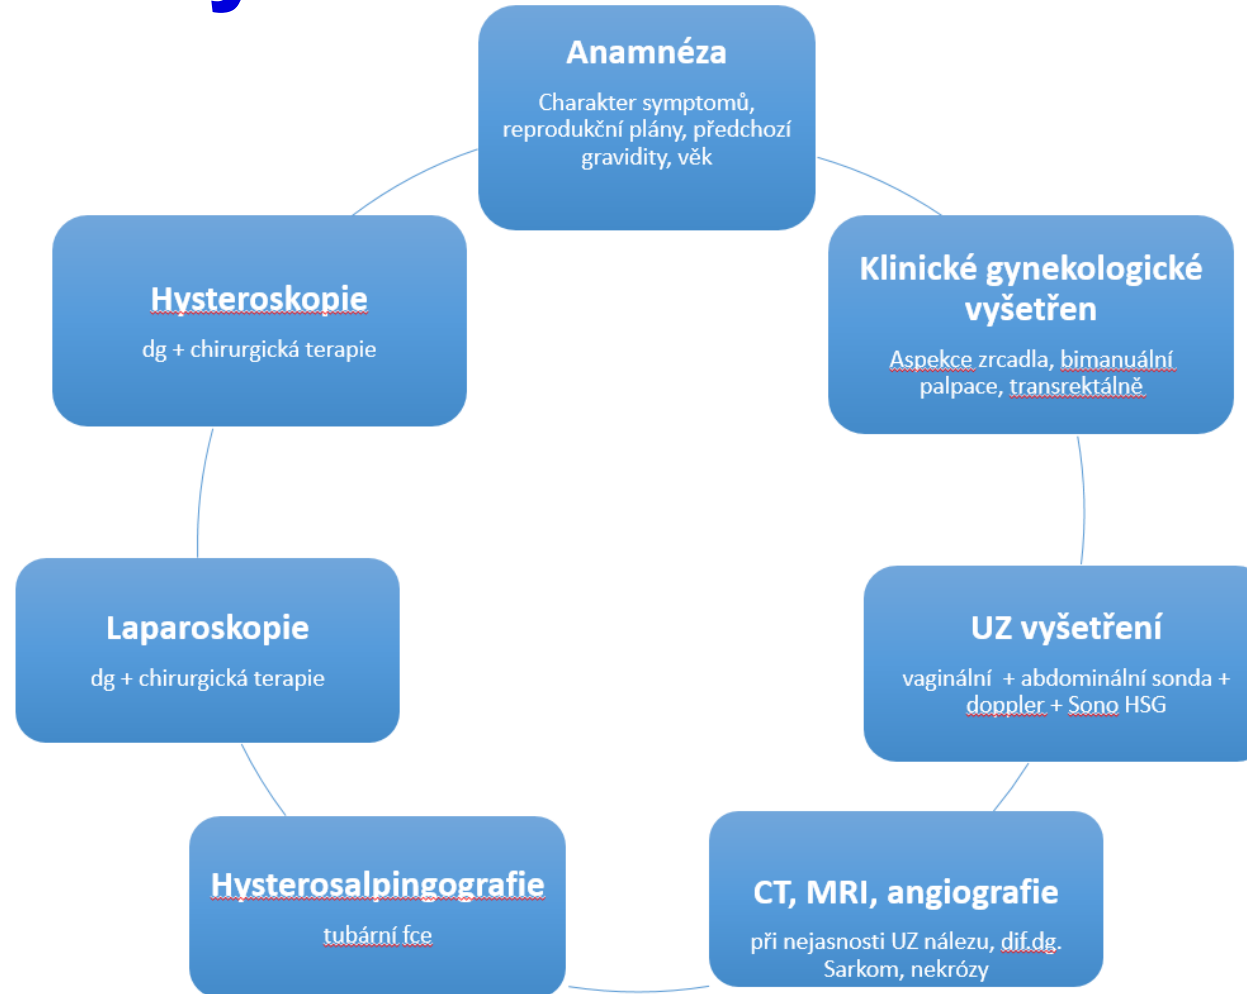 Anamnéza
Charakter symptomů,
reprodukční plány, předchozí
gravidity, věk
Klinické gynekologické
vyšetřen
Aspekce zrcadla, bimanuální
palpace, transrektálně
UZ vyšetření
vaginální + abdominální sonda +
doppler + Sono HSG
CT, MRI, angiografie
při nejasnosti UZ nálezu, dif.dg.
Sarkom, nekrózy
Hysterosalpingografie
tubární fce
Laparoskopie
dg + chirurgická terapie
Hysteroskopie
dg + chirurgická terapie